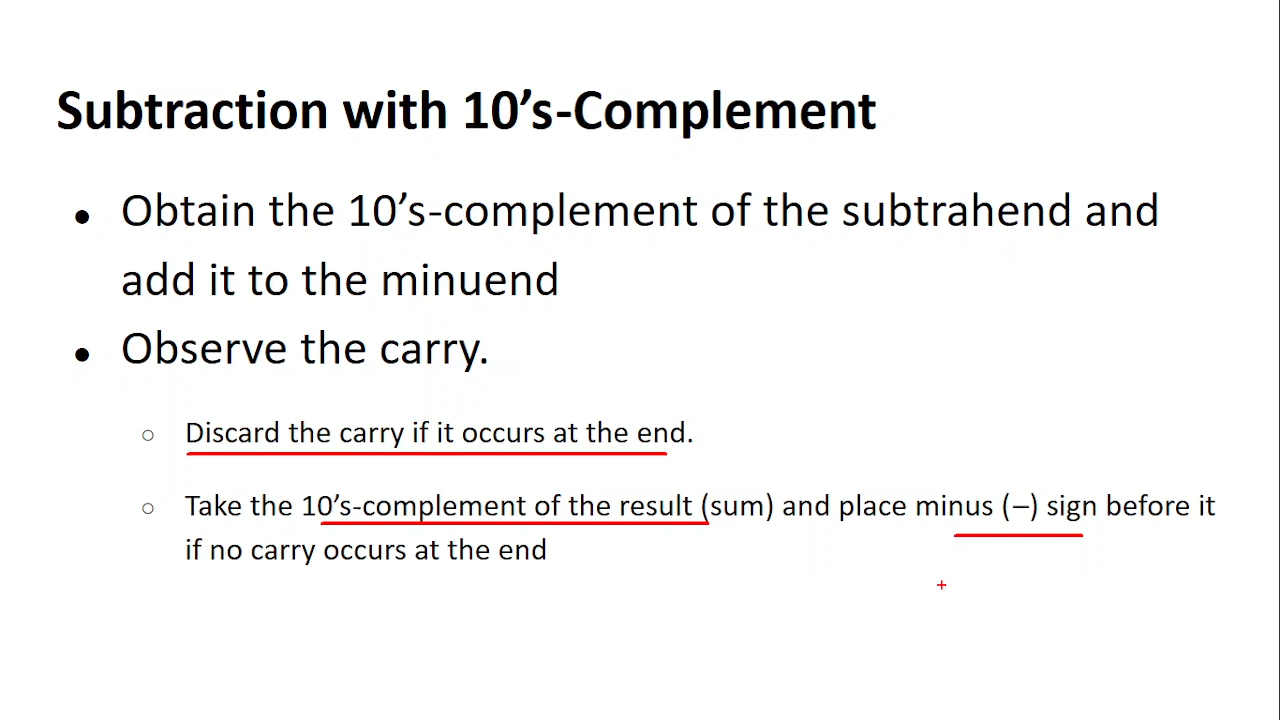 Subtraction with 10’s-Complement
● Obtain the 10’s-complement of the subtrahend and
add it to the minuend
● Observe the carry.
○ Discard the carry if it occurs at the end.
○ Take the 10’s-complement of the result (sum) and place minus (–) sign before it
if no carry occurs at the end